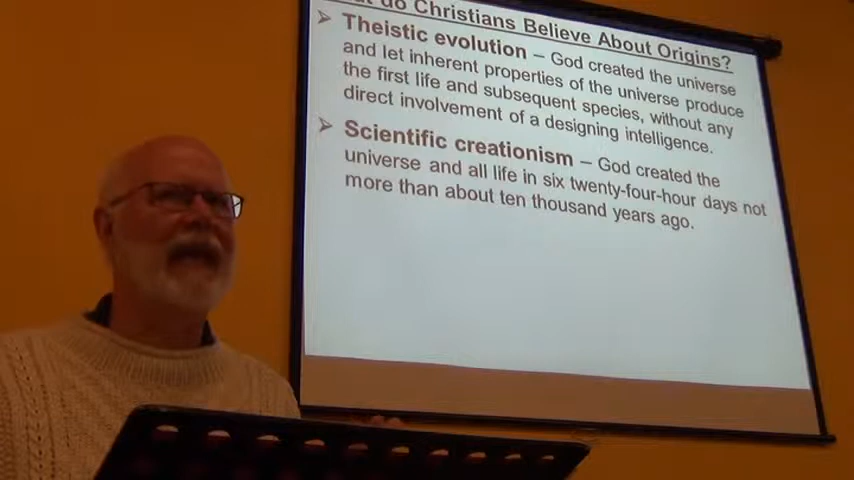 do Christians Believe About Origins?
➢ Theistic evolution – God created the universe
and let inherent properties of the universe produce
the first life and subsequent species, without any
direct involvement of a designing intelligence.
➢ Scientific creationism – God created the
universe and all life in six twenty-four-hour days not
more than about ten thousand years ago.